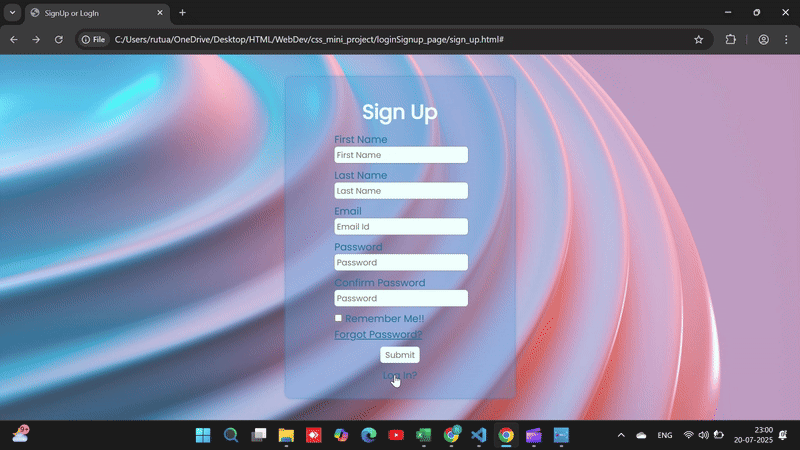 SignUp or LogIn
File
C:/Users/rutua/OneDrive/Desktop/HTML/WebDev/css_mini_project/loginSignup_page/sign_up.html#
Sign Up
First Name
First Name
Last Name
Last Name
Email
Email Id
Password
Password
Confirm Password
Password
Remember Me!!
Forgot Password?
Submit
Log In?
ENG
23:00
20-07-2025